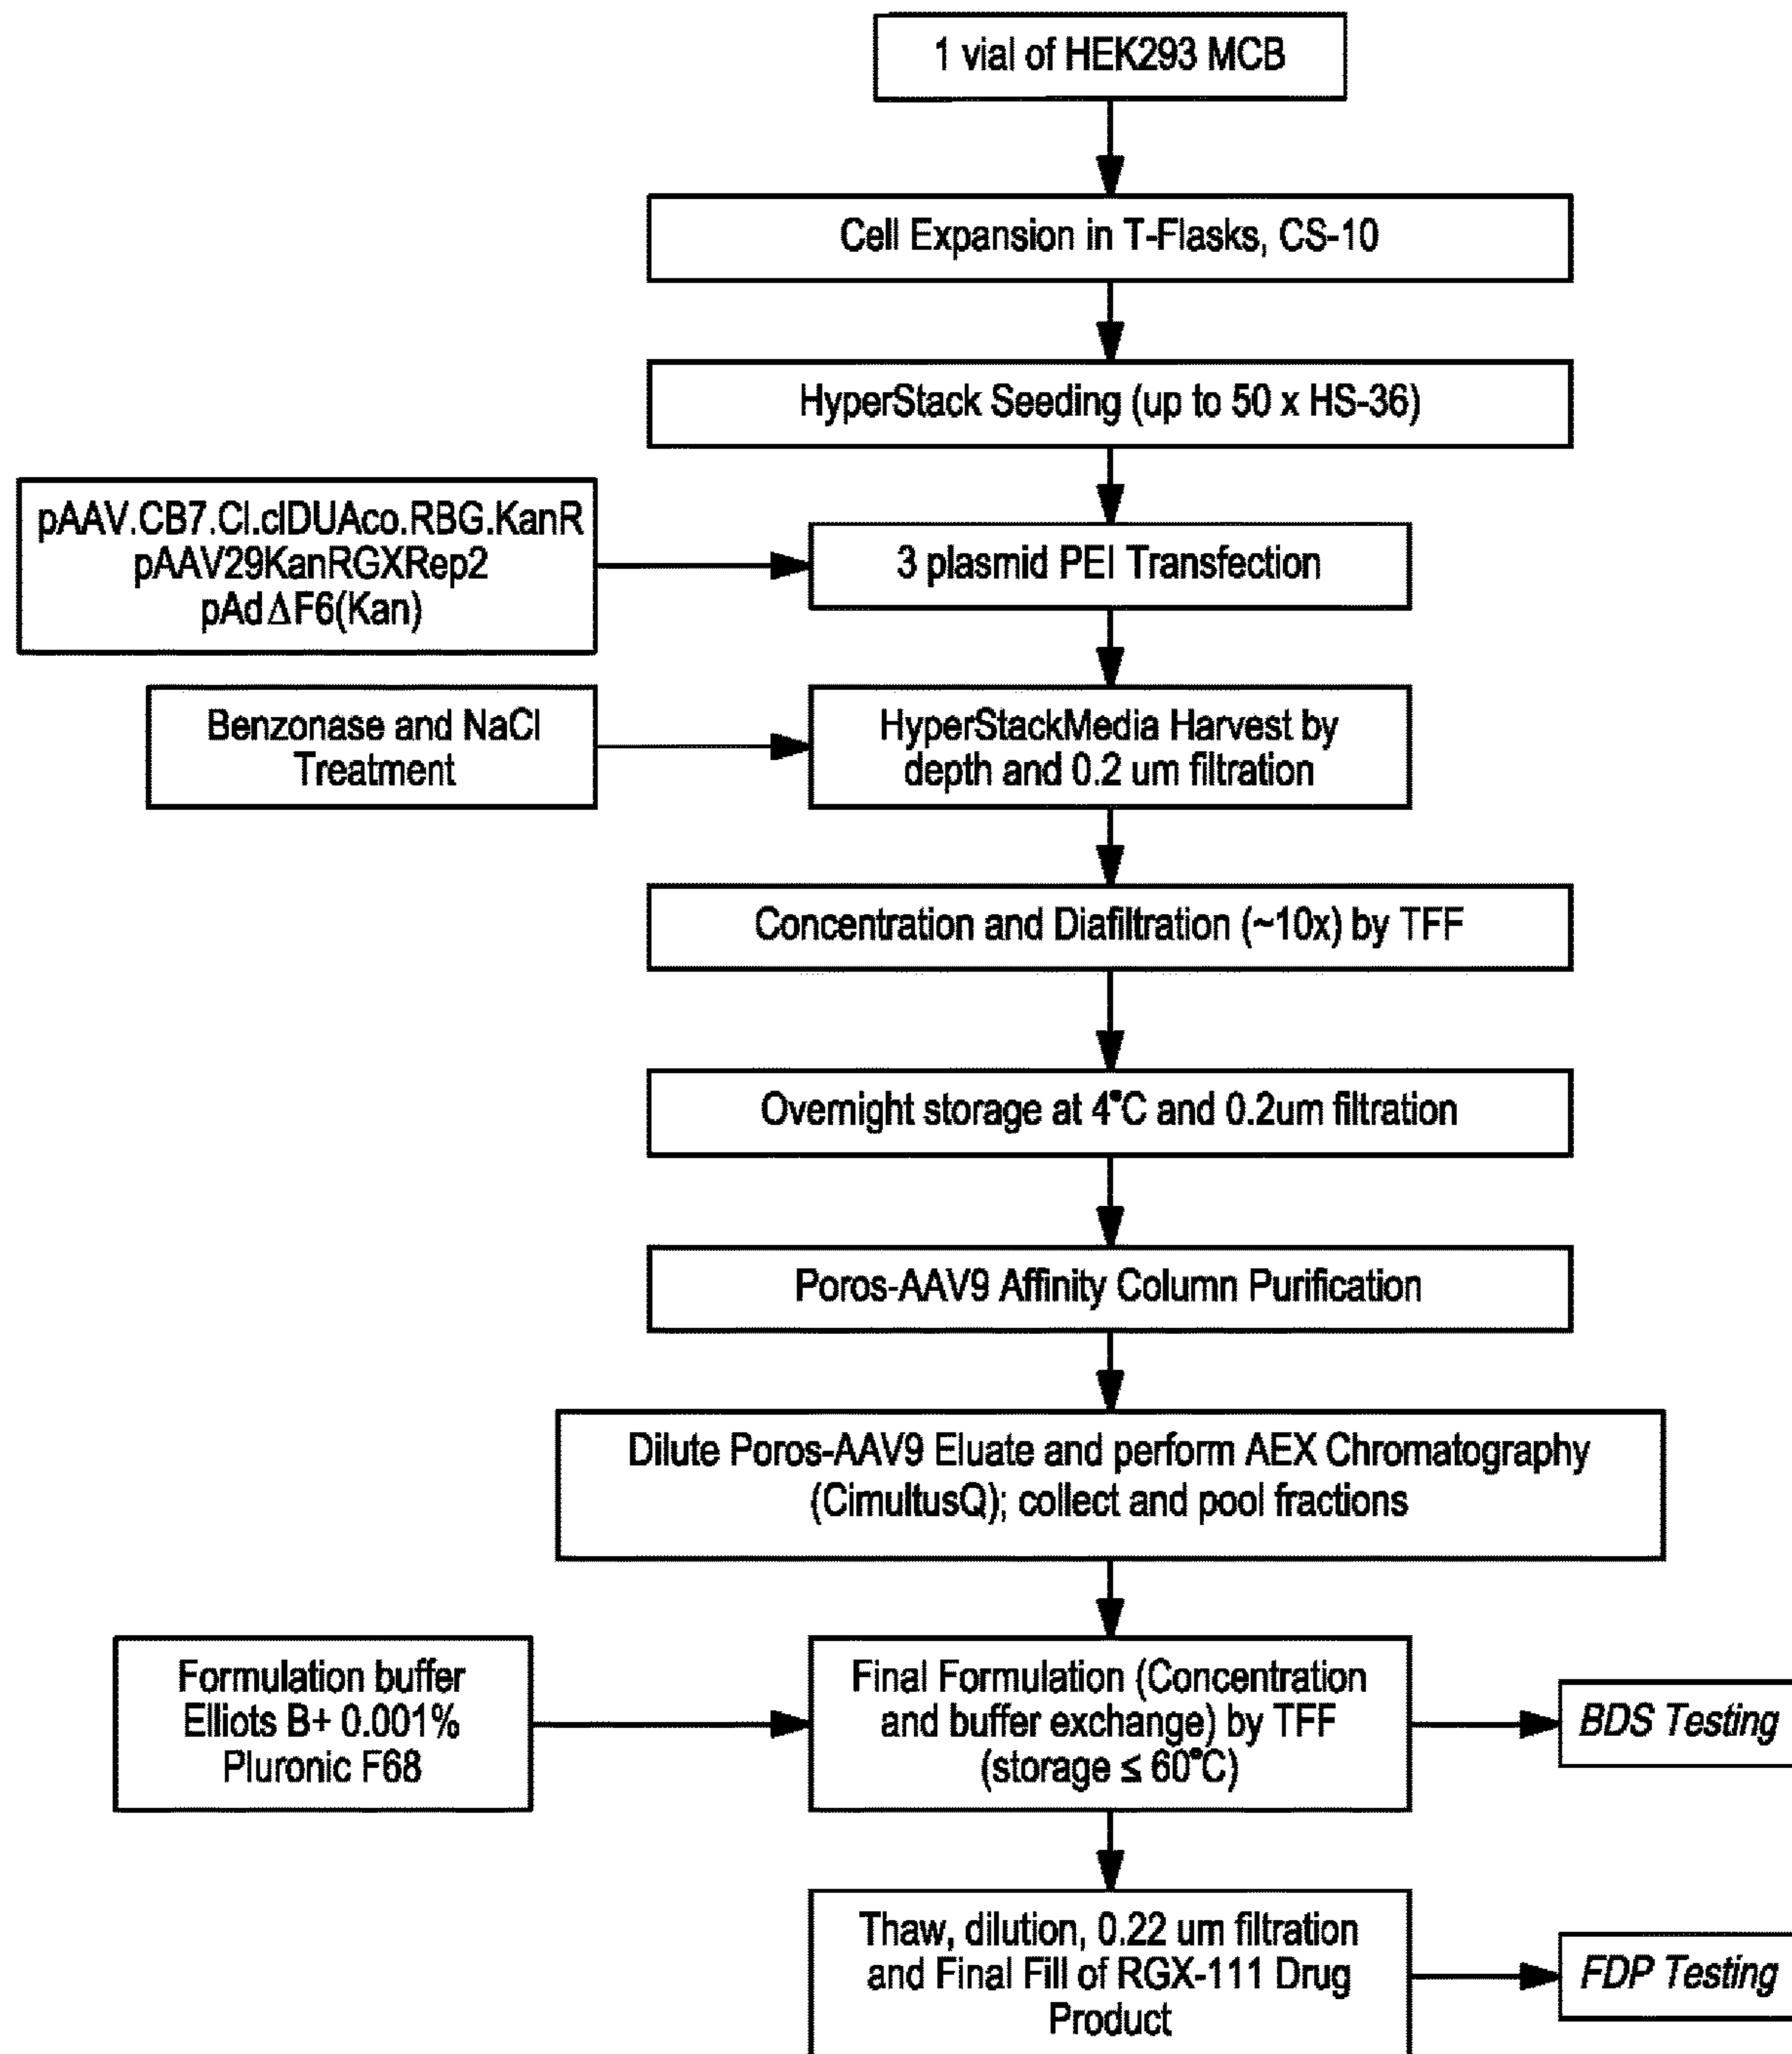 1 vial of HEK293 MCB
Cell Expansion in T-Flasks, CS-10
HyperStack Seeding (up to 50 x HS-36)
pAAV.CB7.CI.cIDUAco.RBG.KanR
pAAV29KanRGXRep2
pAdΔF6(Kan)
3 plasmid PEI Transfection
Benzonase and NaCl
Treatment
HyperStackMedia Harvest by
depth and 0.2 um filtration
Concentration and Diafiltration (~10x) by TFF
Overnight storage at 4°C and 0.2um filtration
Poros-AAV9 Affinity Column Purification
Dilute Poros-AAV9 Eluate and perform AEX Chromatography
(CimultusQ); collect and pool fractions
Formulation buffer
Elliots B+ 0.001%
Pluronic F68
Final Formulation (Concentration
and buffer exchange) by TFF
(storage ≤ 60°C)
BDS Testing
Thaw, dilution, 0.22 um filtration
and Final Fill of RGX-111 Drug
Product
FDP Testing